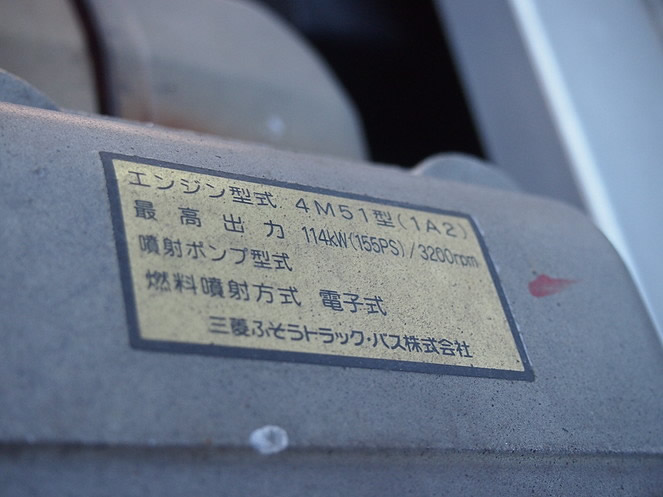 エンジン型式 4M51型(1A2)
最高出力 114kW(155PS)/3200rpm
噴射ポンプ型式
燃料噴射方式 電子式
三菱ふそうトラック・バス株式会社